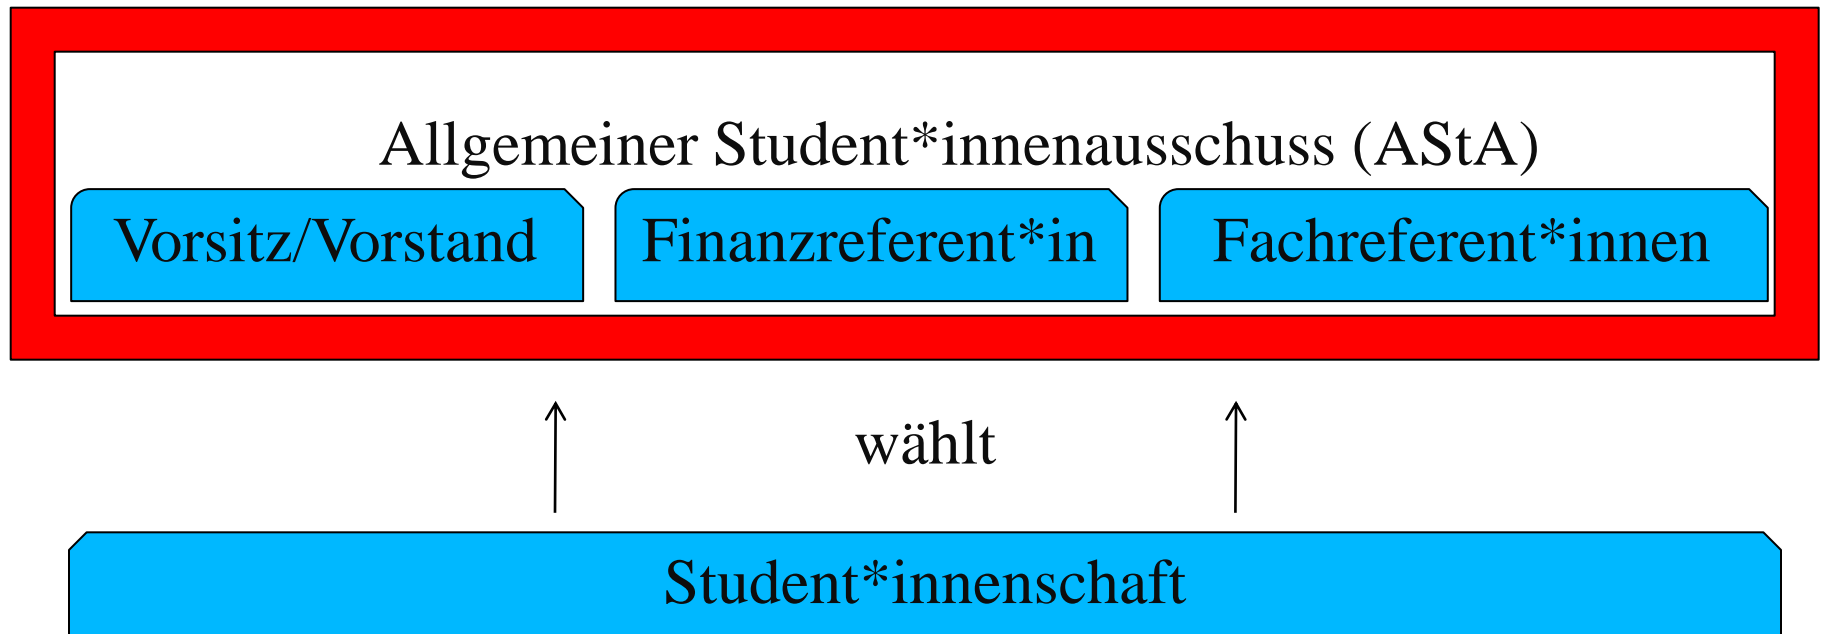 Allgemeiner Student*innenausschuss (AStA)
Vorsitz/Vorstand
Finanzreferent*in
Fachreferent*innen
wählt
Student*innenschaft